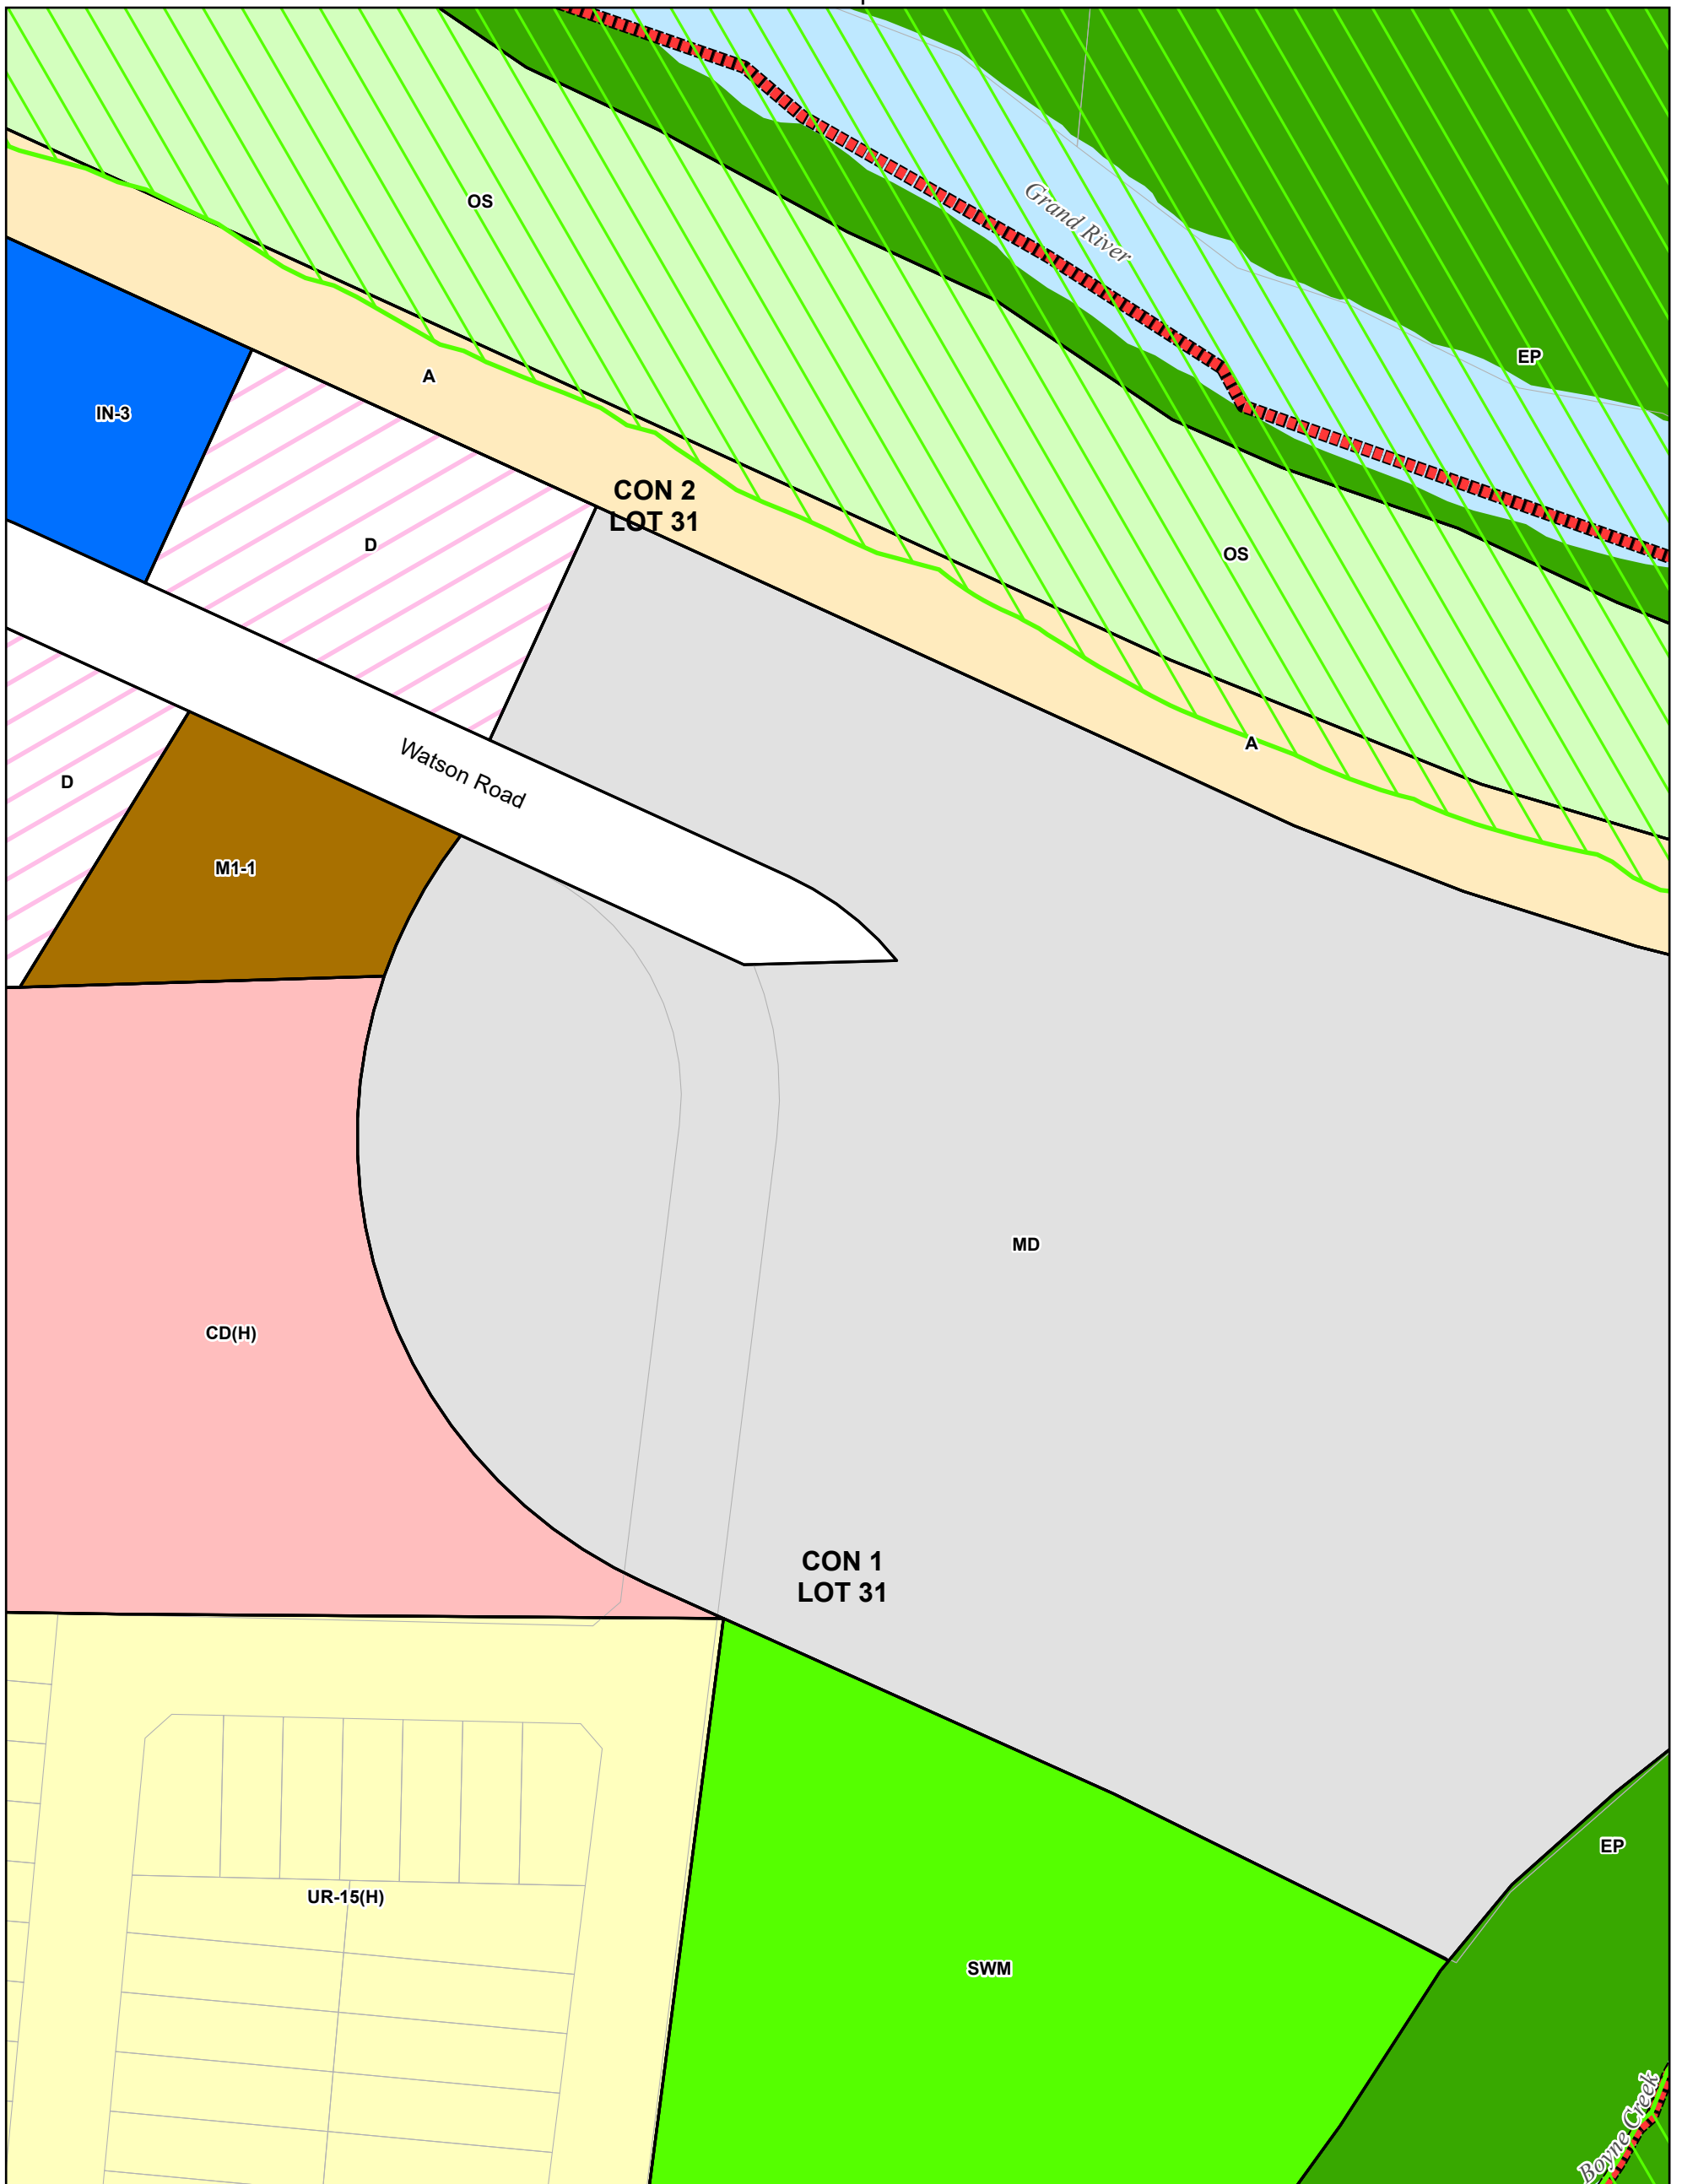 OS
Grand River
EP
A
IN-3
CON 2
LOT 31
D
OS
A
Watson Road
D
M1-1
MD
CD(H)
CON 1
LOT 31
EP
UR-15(H)
SWM
Boyne Creek